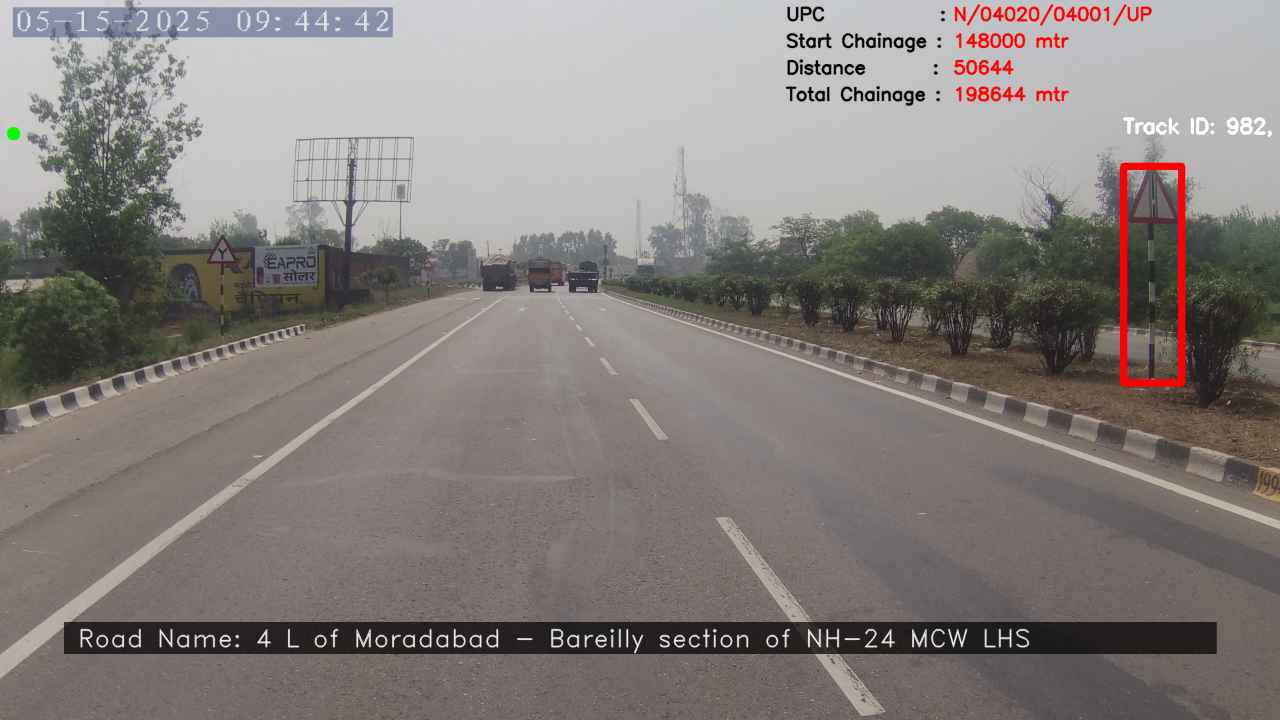 05-15-2025 09:44:42
UPC : N/04020/04001/UP
Start Chainage : 148000 mtr
Distance : 50644
Total Chainage : 198644 mtr
Track ID: 982,
EAPRO
सोलर
Road Name: 4 L of Moradabad - Bareilly section of NH-24 MCW LHS